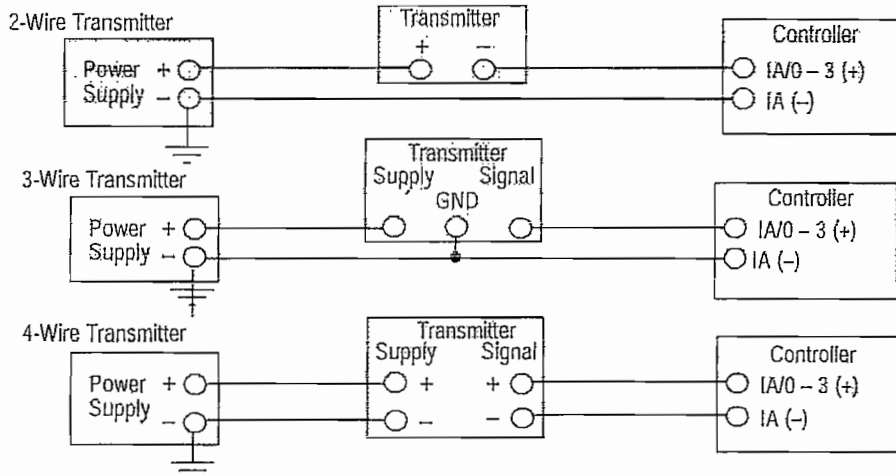 2-Wire Transmitter
Transmitter
+ −
Controller
Power + IA/0 – 3 (+)
Supply − IA (–)
3-Wire Transmitter
Transmitter
Supply Signal
GND
Controller
Power + IA/0 – 3 (+)
Supply − IA (–)
4-Wire Transmitter
Transmitter
Supply Signal
Controller
Power + + + IA/0 – 3 (+)
Supply − − − IA (–)